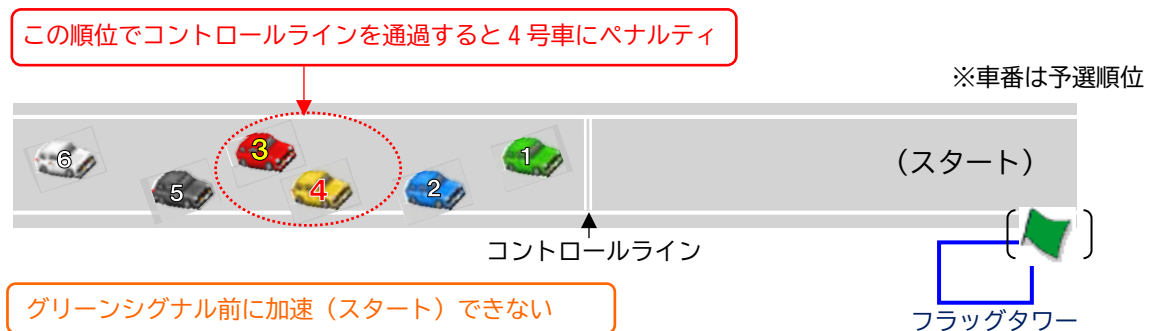 この順位でコントロールラインを通過すると4号車にペナルティ
※車番は予選順位
6
5
3
4
2
1
（スタート）
コントロールライン
グリーンシグナル前に加速（スタート）できない
フラッグタワー